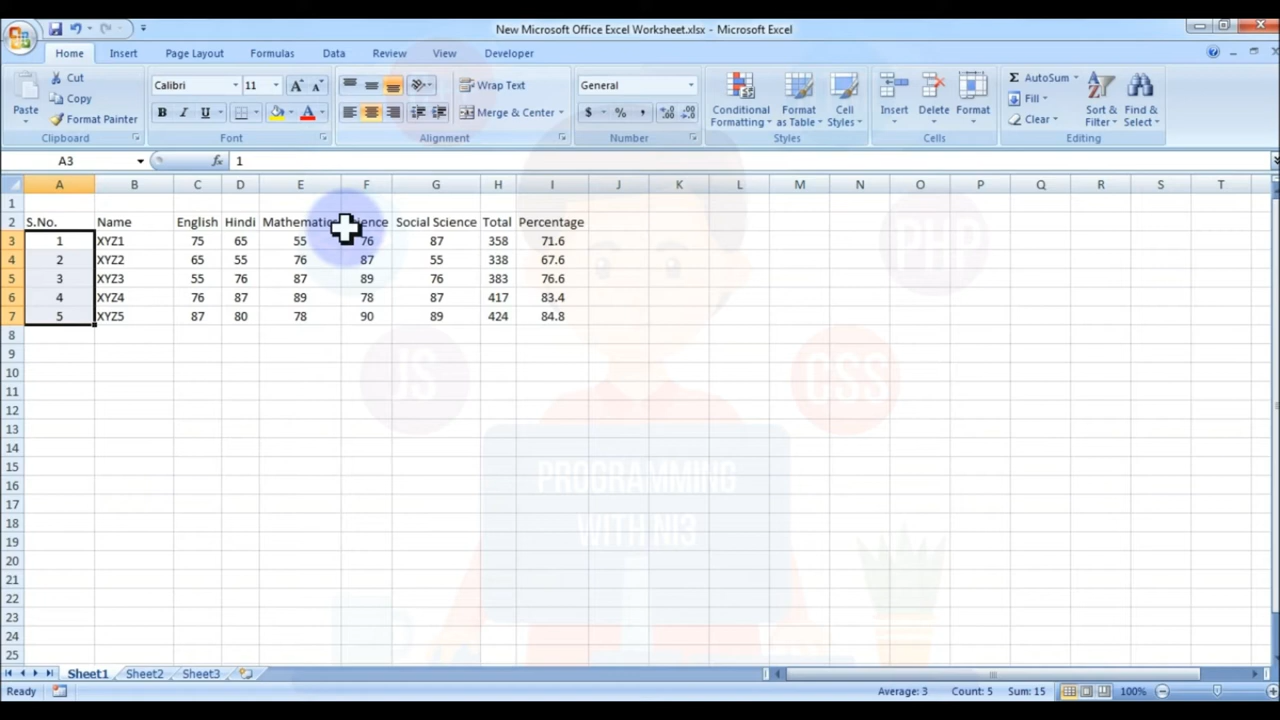 New Microsoft Office Excel Worksheet.xlsx - Microsoft Excel
Home Insert Page Layout Formulas Data Review View Developer
Paste Cut Copy Format Painter Clipboard
Calibri 11 A A B I U A Font
Wrap Text Merge & Center Alignment
General $ % , Number
Conditional Formatting Format as Table Cell Styles Styles
Insert Delete Format Cells
Σ AutoSum Fill Clear Sort & Filter Find & Select Editing
A3 fx 1
A B C D E F G H I J K L M N O P Q R S T
1
2 S.No. Name English Hindi Social Science Total Percentage
3 1 XYZ1 75 65 55 76 87 358 71.6
4 2 XYZ2 65 55 76 87 55 338 67.6
5 3 XYZ3 55 76 87 89 76 383 76.6
6 4 XYZ4 76 87 89 78 87 417 83.4
7 5 XYZ5 87 80 78 90 89 424 84.8
8
9
10
11
12
13
14
15
16
17
18
19
20
21
22
23
24
25
PHP
JS
CSS
PROGRAMMING
WITH NI3
Sheet1 Sheet2 Sheet3
Ready Average: 3 Count: 5 Sum: 15 100%